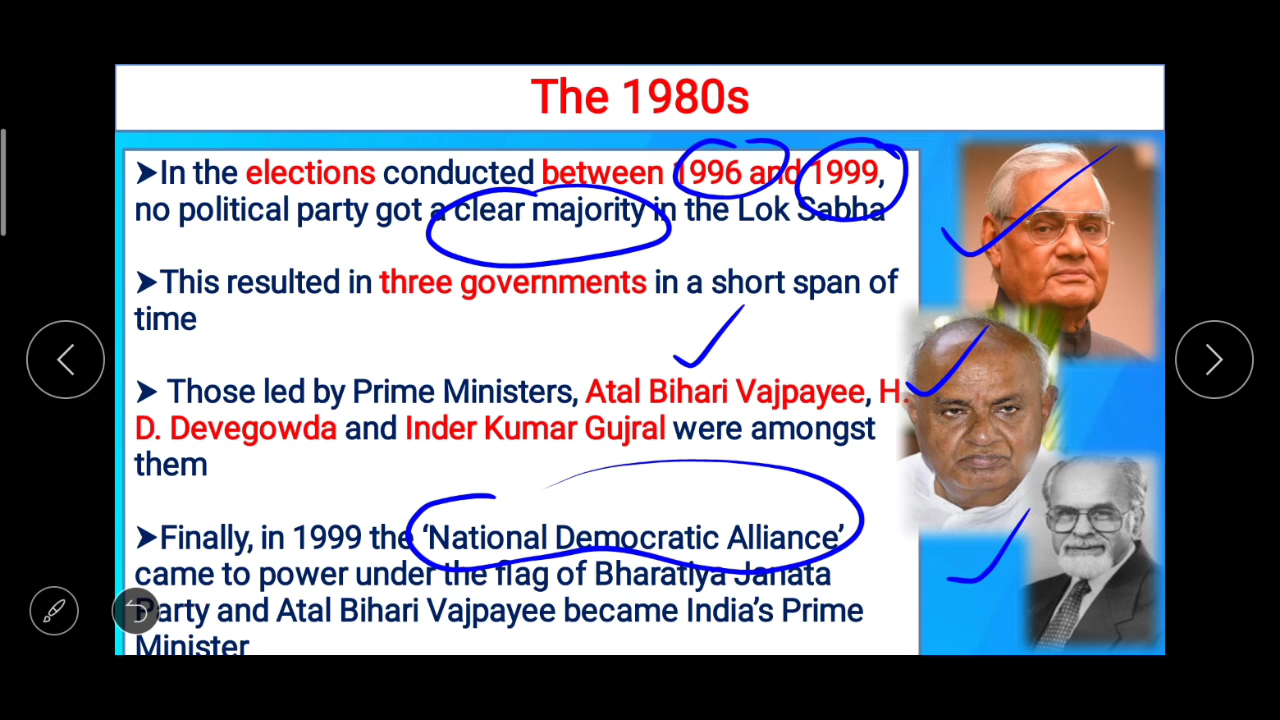 The 1980s
➤In the elections conducted between 1996 and 1999,
no political party got a clear majority in the Lok Sabha
➤This resulted in three governments in a short span of
time
➤ Those led by Prime Ministers, Atal Bihari Vajpayee, H.
D. Devegowda and Inder Kumar Gujral were amongst
them
➤Finally, in 1999 the ‘National Democratic Alliance’
came to power under the flag of Bharatiya Janata
Party and Atal Bihari Vajpayee became India’s Prime
Minister